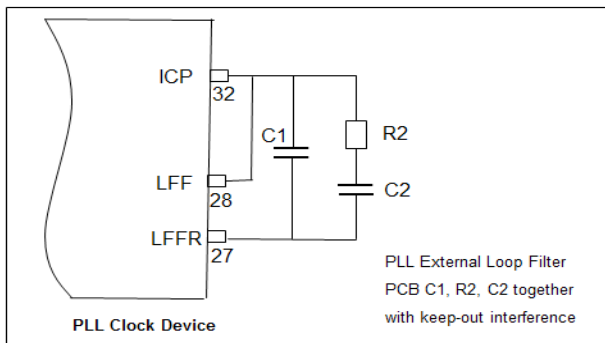 ICP
32
C1
R2
LFF
28
C2
LFFR
27
PLL External Loop Filter
PCB C1, R2, C2 together
with keep-out interference
PLL Clock Device